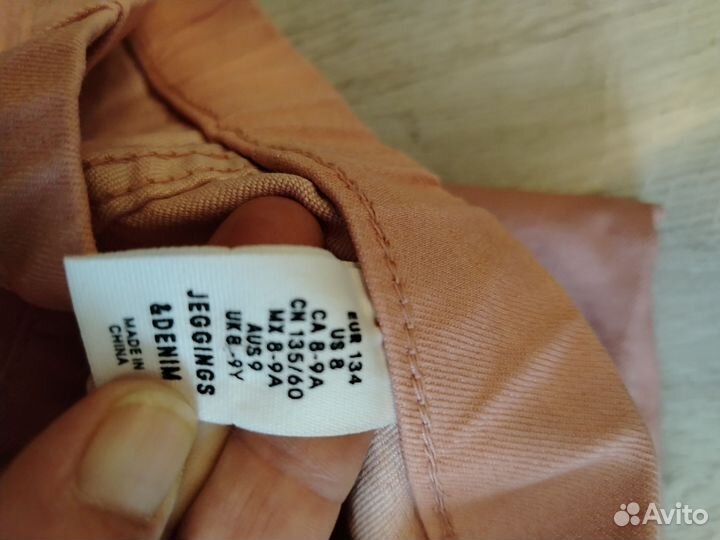 EUR 134
US 8
CA 8-9A
CN 135/60
MX 8-9A
AUS 9
UK 8-9Y
JEGGINGS
&DENIM
MADE IN
CHINA
Avito